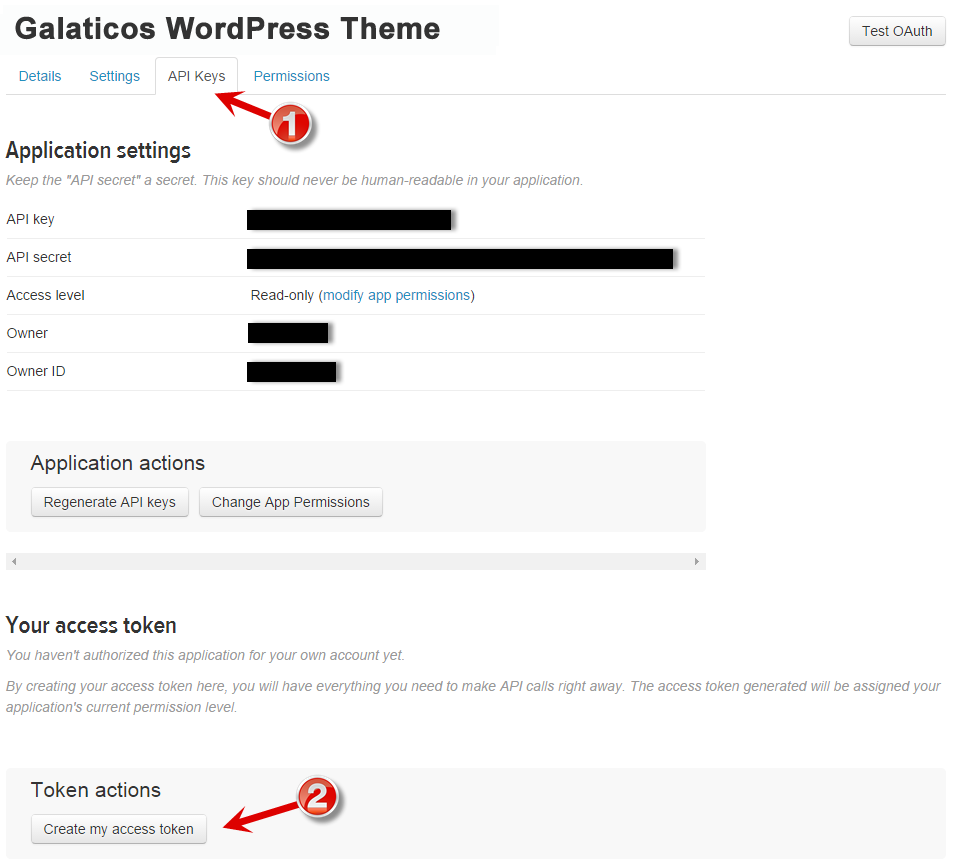 Galaticos WordPress Theme
Test OAuth
Details Settings API Keys Permissions
1
Application settings
Keep the "API secret" a secret. This key should never be human-readable in your application.
API key
API secret
Access level Read-only (modify app permissions)
Owner
Owner ID
Application actions
Regenerate API keys Change App Permissions
Your access token
You haven't authorized this application for your own account yet.
By creating your access token here, you will have everything you need to make API calls right away. The access token generated will be assigned your
application's current permission level.
Token actions
2
Create my access token